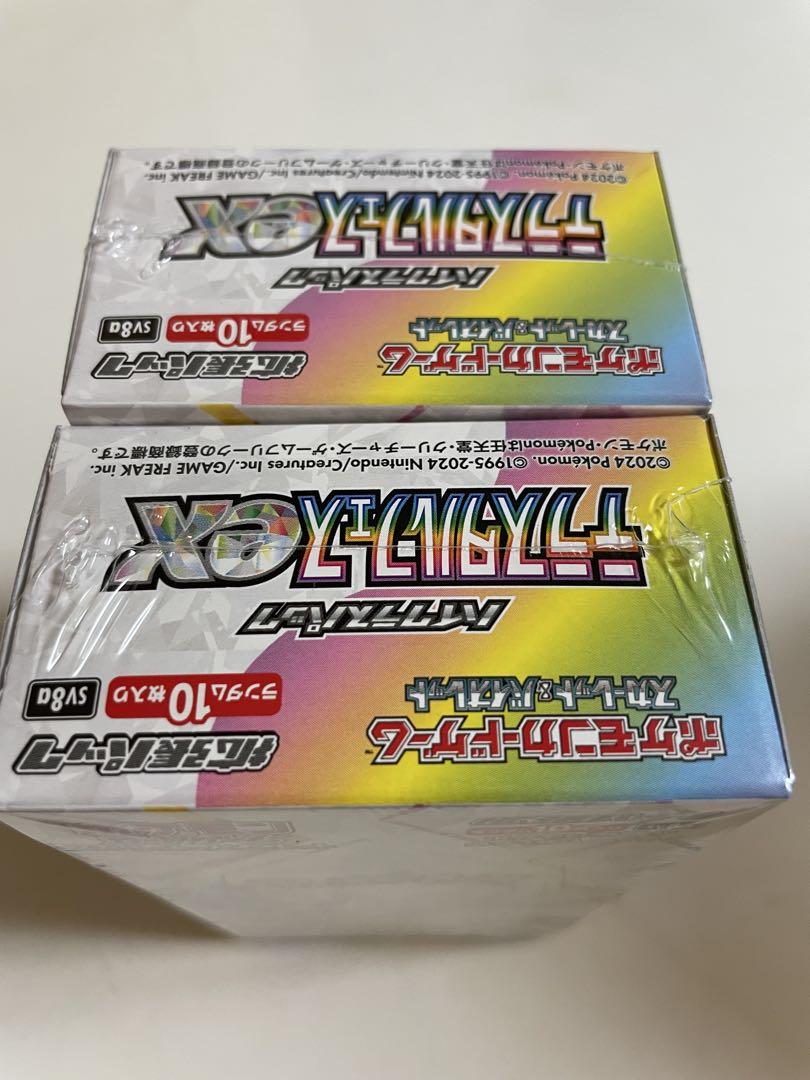 ©2024 Pokémon. ©1995-2024 Nintendo/Creatures Inc./GAME FREAK inc.
ポケモン・Pokémonは任天堂・クリーチャーズ・ゲームフリークの登録商標です。
テラスタルフェスex
ハイクラスパック
ポケモンカードゲーム
スカーレット&バイオレット
拡張パック
ランダム10枚入り
SV8a
©2024 Pokémon. ©1995-2024 Nintendo/Creatures Inc./GAME FREAK inc.
ポケモン・Pokémonは任天堂・クリーチャーズ・ゲームフリークの登録商標です。
テラスタルフェスex
ハイクラスパック
ポケモンカードゲーム™
スカーレット&バイオレット
拡張パック
ランダム10枚入り
SV8a